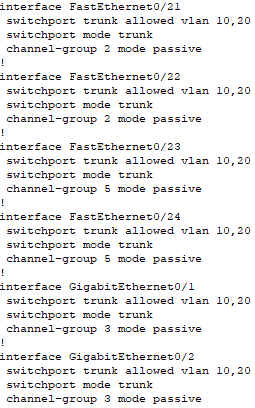 interface FastEthernet0/21
switchport trunk allowed vlan 10,20
switchport mode trunk
channel-group 2 mode passive
!
interface FastEthernet0/22
switchport trunk allowed vlan 10,20
switchport mode trunk
channel-group 2 mode passive
!
interface FastEthernet0/23
switchport trunk allowed vlan 10,20
switchport mode trunk
channel-group 5 mode passive
!
interface FastEthernet0/24
switchport trunk allowed vlan 10,20
switchport mode trunk
channel-group 5 mode passive
!
interface GigabitEthernet0/1
switchport trunk allowed vlan 10,20
switchport mode trunk
channel-group 3 mode passive
!
interface GigabitEthernet0/2
switchport trunk allowed vlan 10,20
switchport mode trunk
channel-group 3 mode passive